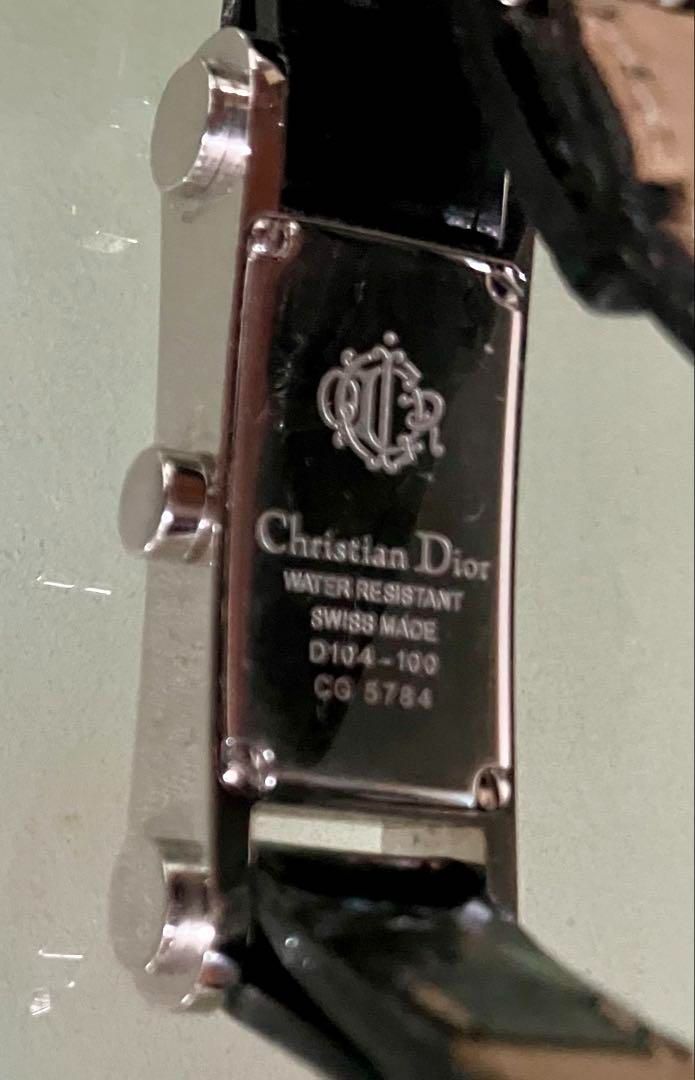 Christian Dior
WATER RESISTANT
SWISS MADE
D104-100
CG 5784